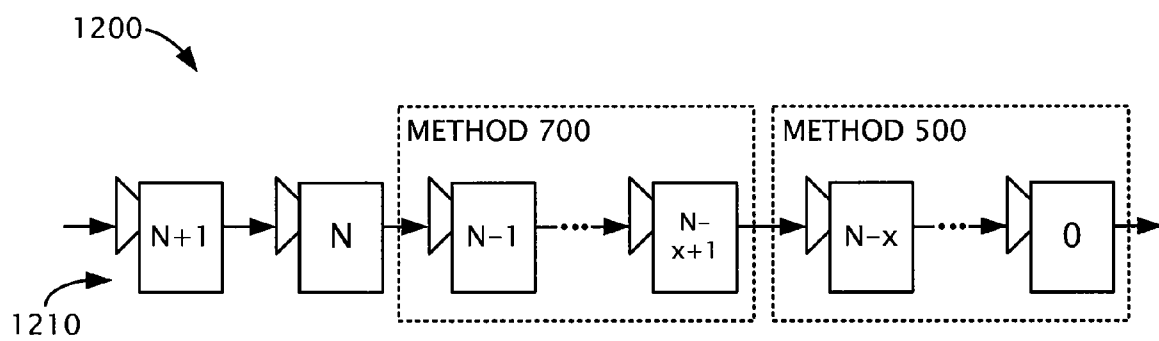 1200
METHOD 700
METHOD 500
N+1
N
N-1
N-
x+1
N-x
0
1210